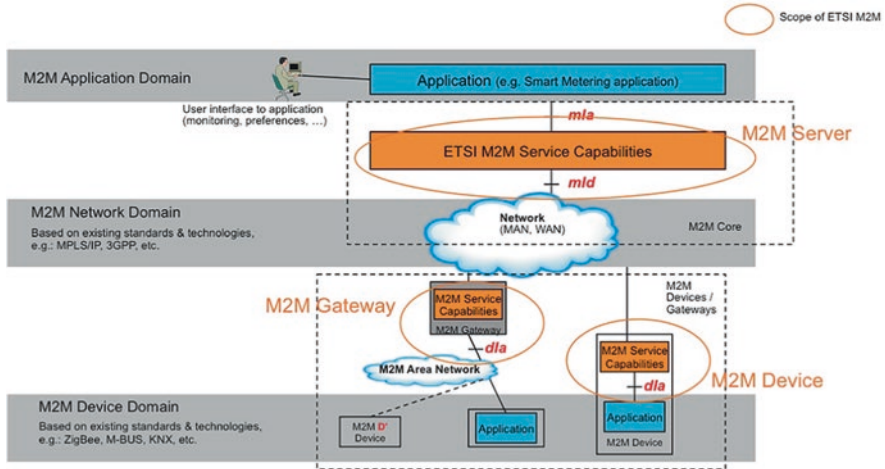 Scope of ETSI M2M
M2M Application Domain
Application (e.g. Smart Metering application)
User interface to application
(monitoring, preferences, ...)
mIa
M2M Server
ETSI M2M Service Capabilities
mId
M2M Network Domain
Based on existing standards & technologies,
e.g.: MPLS/IP, 3GPP, etc.
Network
(MAN, WAN)
M2M Core
M2M Gateway
M2M Service
Capabilities
M2M Gateway
dIa
M2M Area Network
M2M
Devices /
Gateways
M2M Service
Capabilities
dIa
M2M Device
M2M Device Domain
Based on existing standards & technologies,
e.g.: ZigBee, M-BUS, KNX, etc.
M2M D'
Device
Application
Application
M2M Device